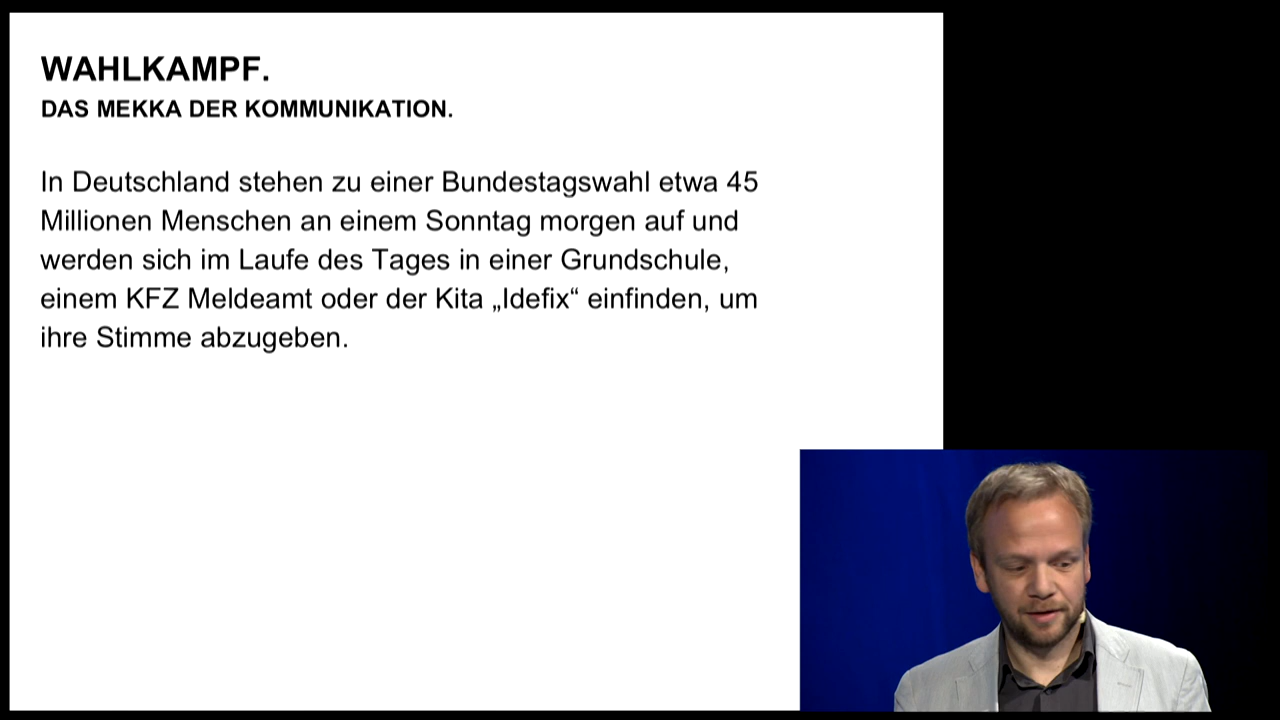 WAHLKAMPF.
DAS MEKKA DER KOMMUNIKATION.
In Deutschland stehen zu einer Bundestagswahl etwa 45
Millionen Menschen an einem Sonntag morgen auf und
werden sich im Laufe des Tages in einer Grundschule,
einem KFZ Meldeamt oder der Kita „Idefix“ einfinden, um
ihre Stimme abzugeben.